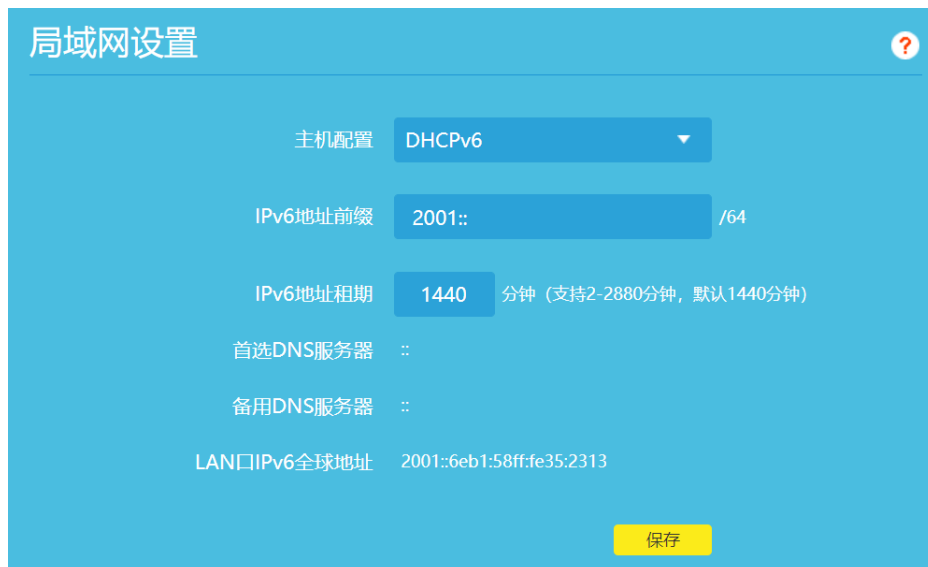 局域网设置
?
主机配置 DHCPv6
IPv6地址前缀 2001:: /64
IPv6地址租期 1440 分钟（支持2-2880分钟，默认1440分钟）
首选DNS服务器 ::
备用DNS服务器 ::
LAN口IPv6全球地址 2001::6eb1:58ff:fe35:2313
保存